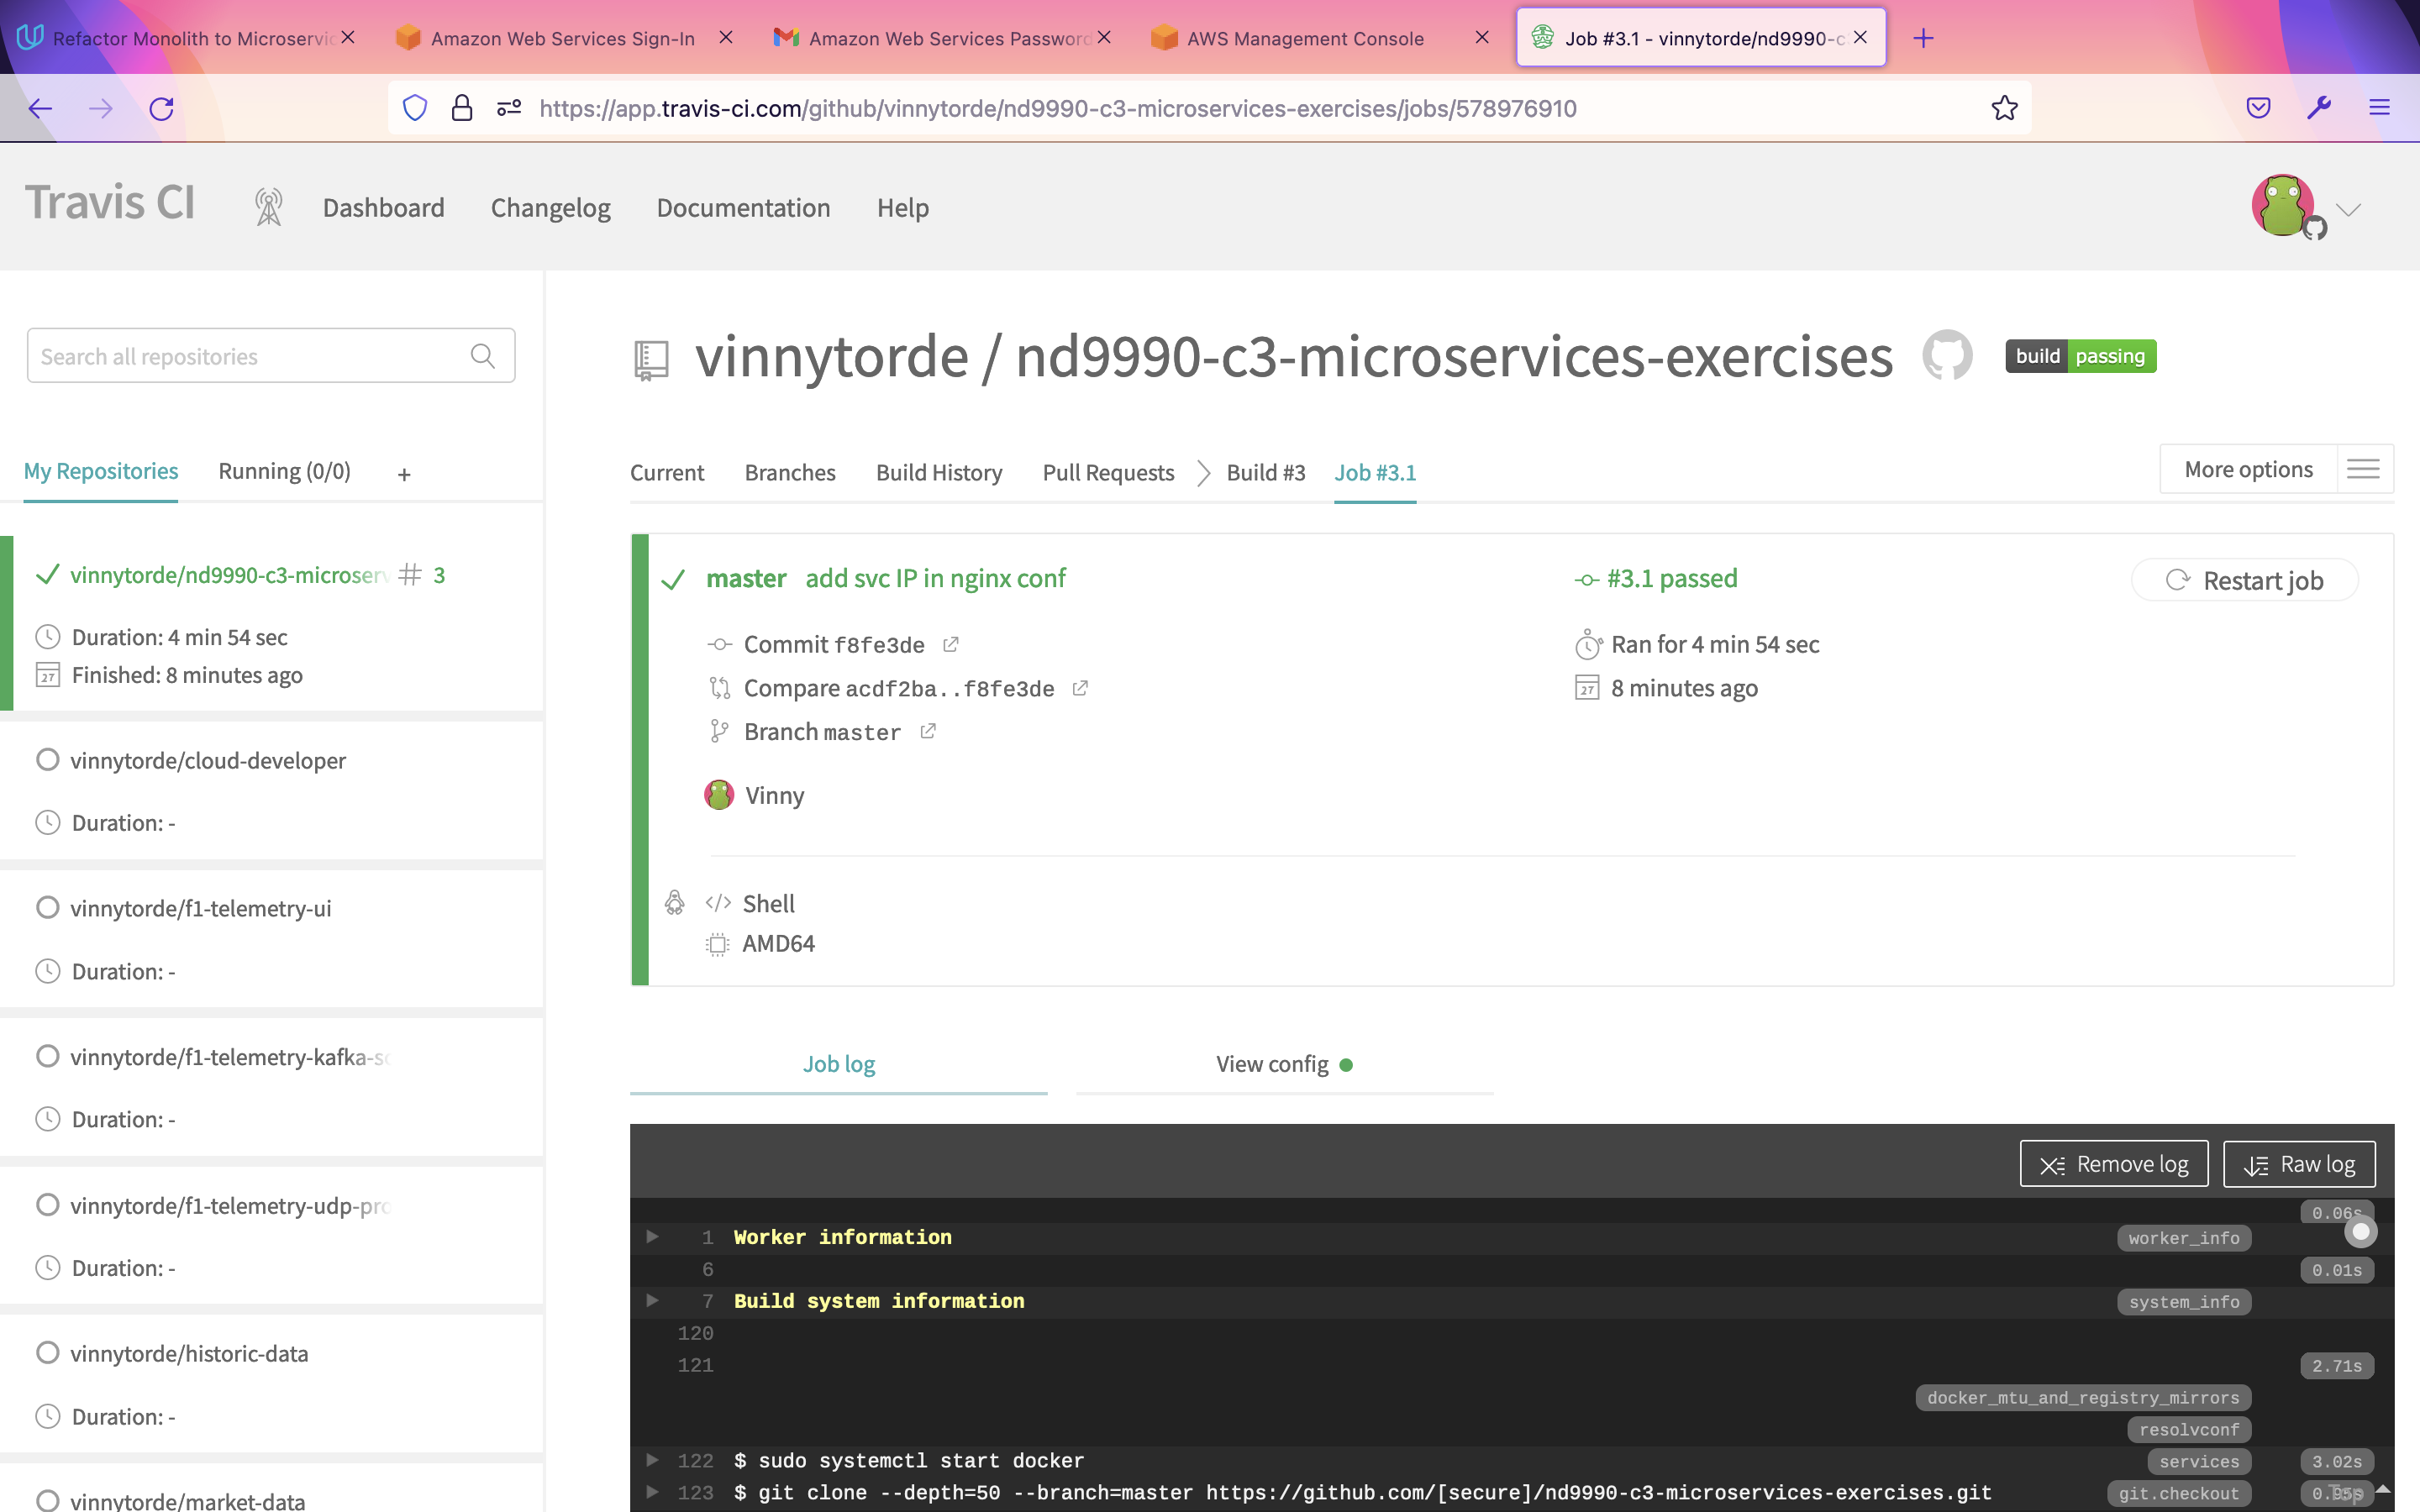 Refactor Monolith to Microservic
Amazon Web Services Sign-In
Amazon Web Services Password
AWS Management Console
Job #3.1 - vinnytorde/nd9990-c
https://app.travis-ci.com/github/vinnytorde/nd9990-c3-microservices-exercises/jobs/578976910
Travis CI
Dashboard
Changelog
Documentation
Help
Search all repositories
My Repositories
Running (0/0)
+
vinnytorde/nd9990-c3-microserv
# 3
Duration: 4 min 54 sec
27
Finished: 8 minutes ago
vinnytorde/cloud-developer
Duration: -
vinnytorde/f1-telemetry-ui
Duration: -
vinnytorde/f1-telemetry-kafka-sc
Duration: -
vinnytorde/f1-telemetry-udp-pro
Duration: -
vinnytorde/historic-data
Duration: -
vinnytorde/market-data
vinnytorde / nd9990-c3-microservices-exercises
build passing
Current
Branches
Build History
Pull Requests
Build #3
Job #3.1
More options
master add svc IP in nginx conf
Commit f8fe3de
Compare acdf2ba..f8fe3de
Branch master
Vinny
#3.1 passed
Ran for 4 min 54 sec
27
8 minutes ago
Restart job
</> Shell
AMD64
Job log
View config
Remove log
Raw log
0.06s
1 Worker information worker_info
6 0.01s
7 Build system information system_info
120
121 2.71s
docker_mtu_and_registry_mirrors
resolvconf
122 $ sudo systemctl start docker services 3.02s
123 $ git clone --depth=50 --branch=master https://github.com/[secure]/nd9990-c3-microservices-exercises.git git.checkout
Top